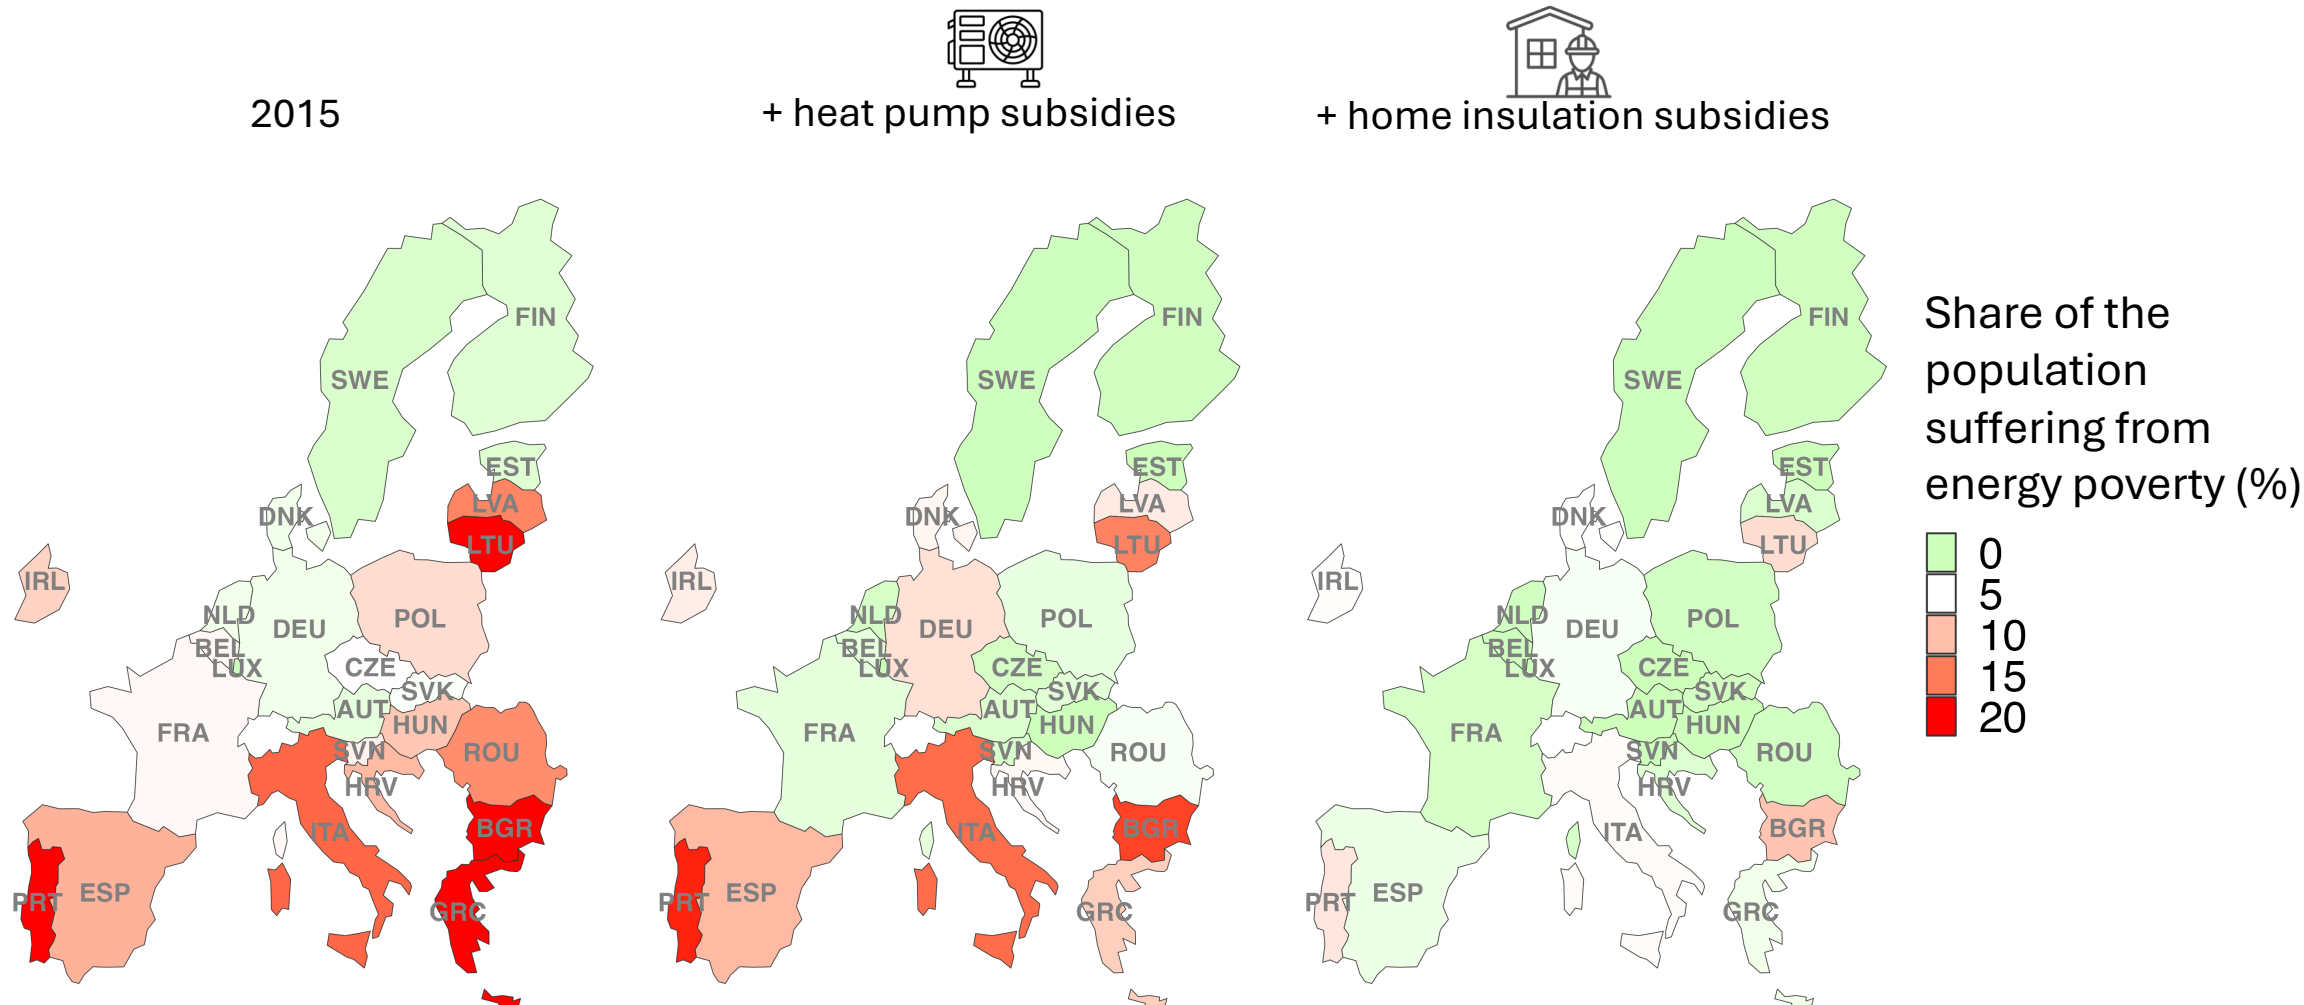 2015
+ heat pump subsidies
+ home insulation subsidies
FIN
SWE
EST
LVA
DNK
LTU
IRL
NLD
DEU
POL
BEL
LUX
CZE
SVK
AUT
HUN
FRA
SVN
ROU
HRV
ITA
BGR
PRT
ESP
GRC
FIN
SWE
EST
LVA
DNK
LTU
IRL
NLD
DEU
POL
BEL
LUX
CZE
SVK
AUT
HUN
FRA
SVN
ROU
HRV
ITA
BGR
PRT
ESP
GRC
FIN
SWE
EST
LVA
DNK
LTU
IRL
NLD
DEU
POL
BEL
LUX
CZE
SVK
AUT
HUN
FRA
SVN
ROU
HRV
ITA
BGR
PRT
ESP
GRC
Share of the
population
suffering from
energy poverty (%)
0
5
10
15
20